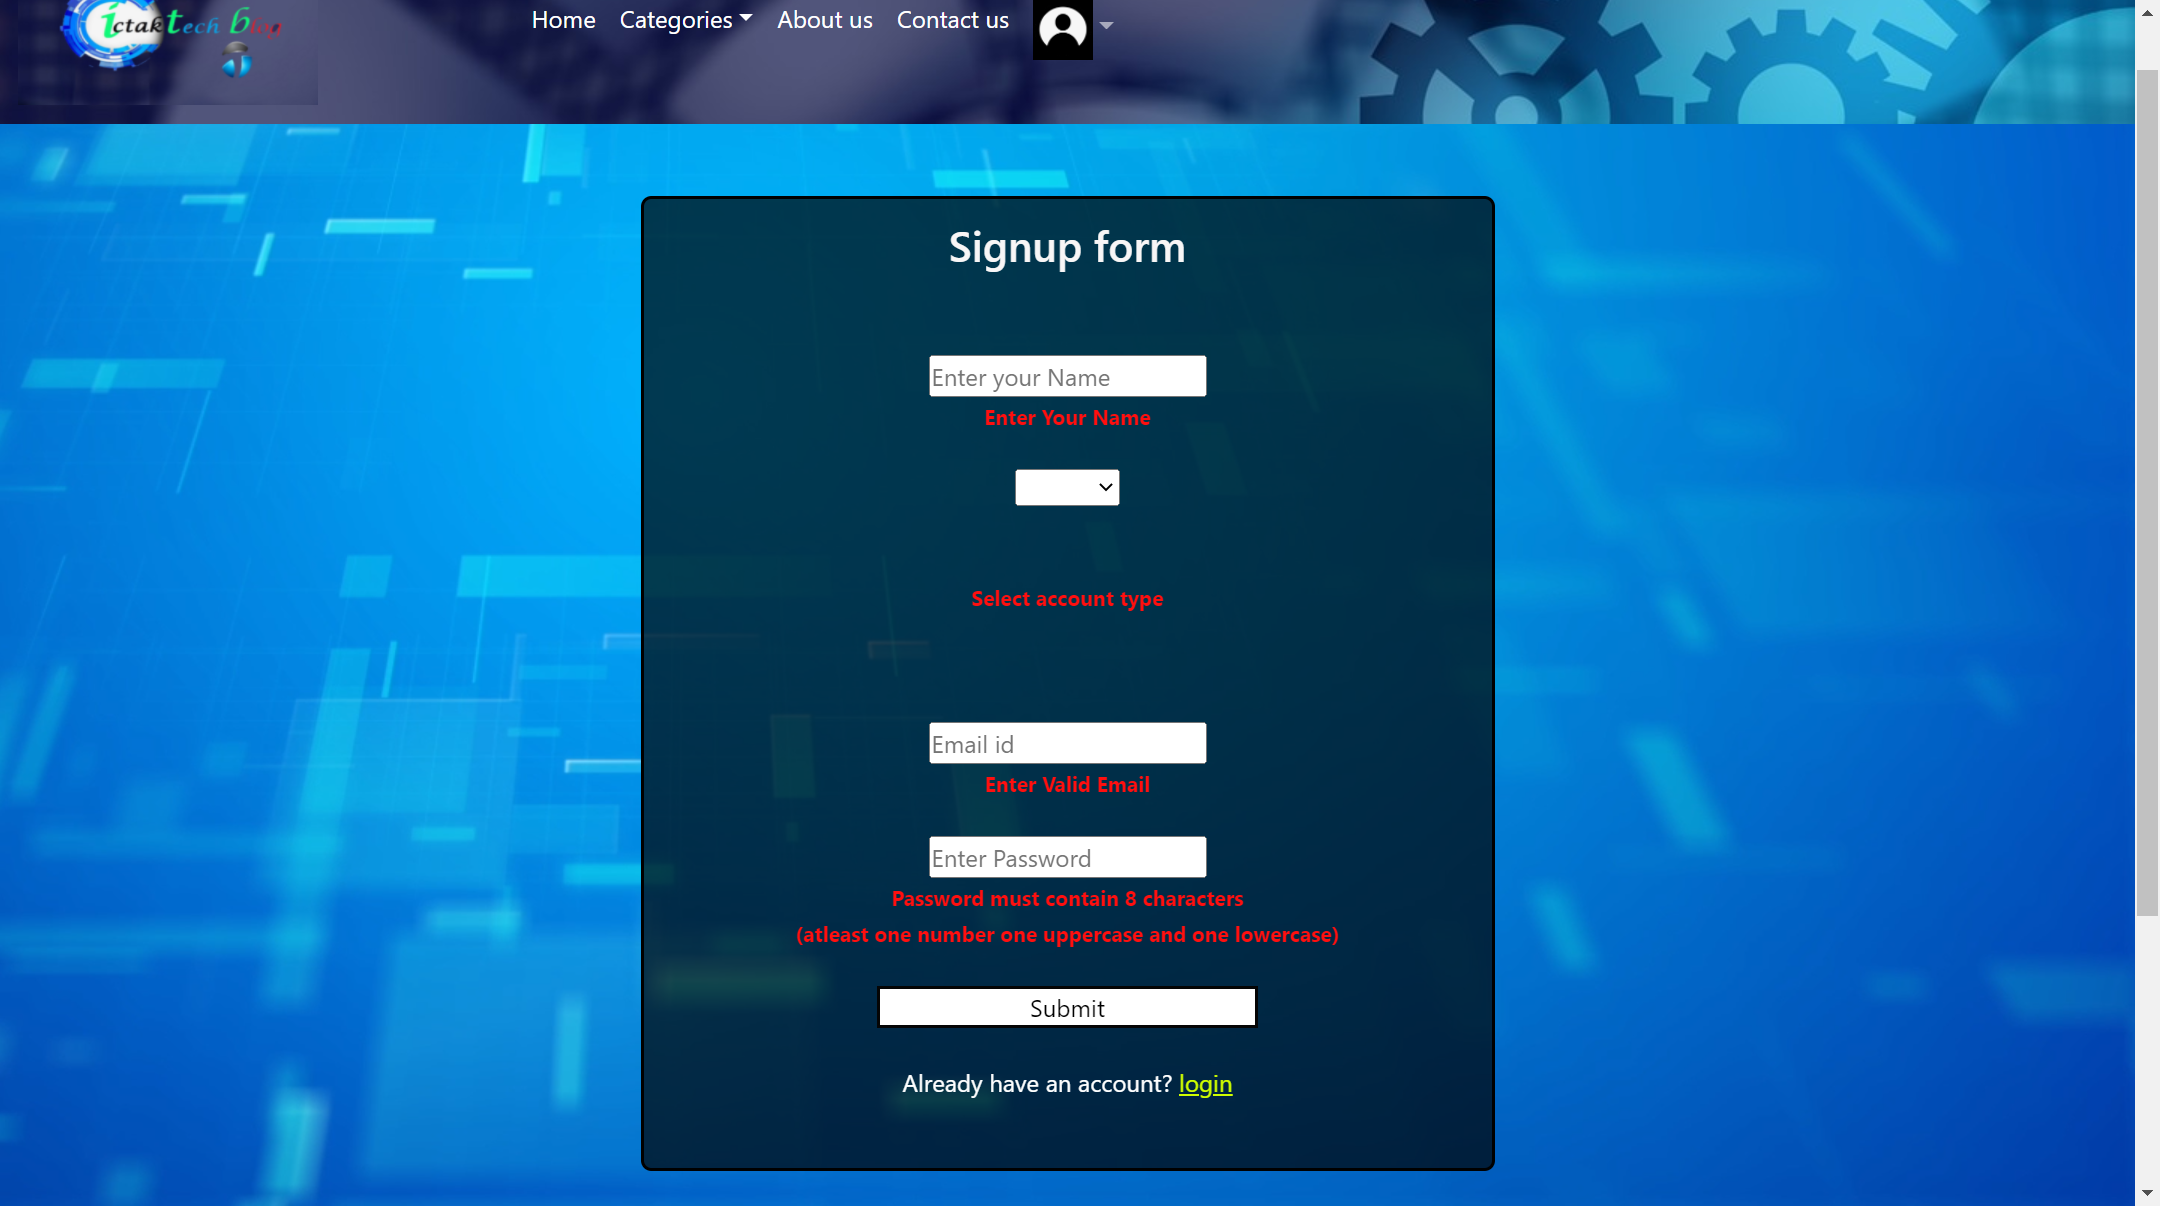 ictak Tech Blog
Home Categories About us Contact us
Signup form
Enter your Name
Enter Your Name
Select account type
Email id
Enter Valid Email
Enter Password
Password must contain 8 characters
(atleast one number one uppercase and one lowercase)
Submit
Already have an account? login